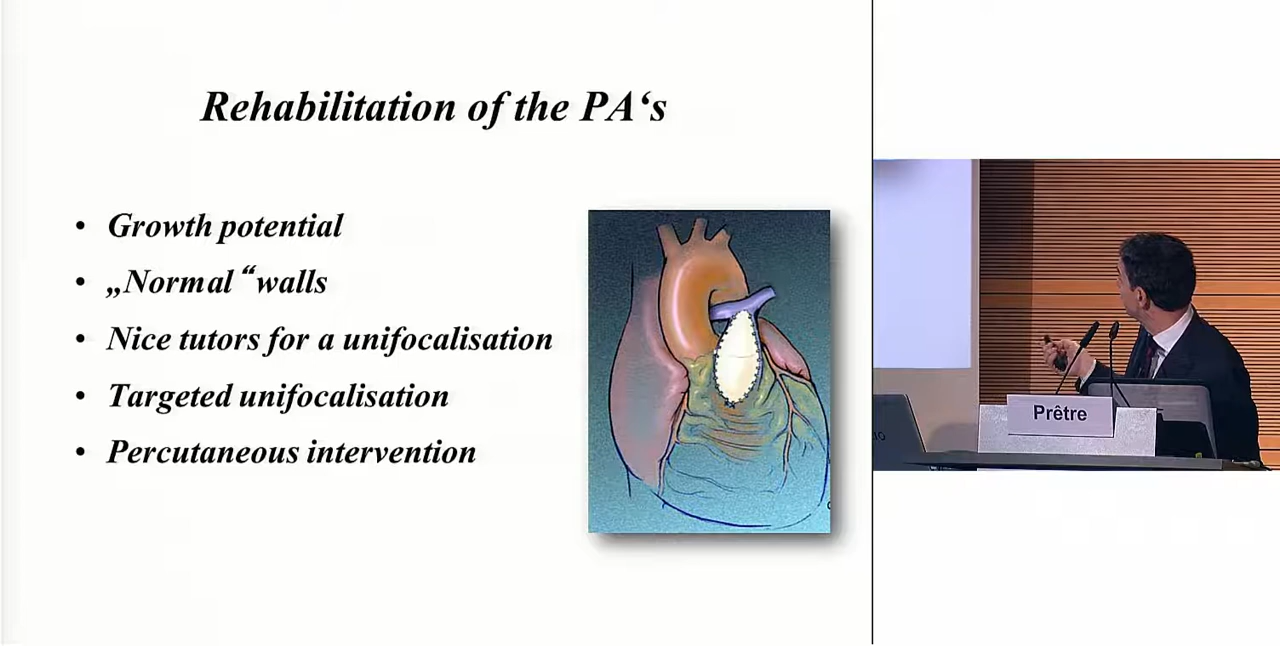 Rehabilitation of the PA‘s
• Growth potential
• „Normal “walls
• Nice tutors for a unifocalisation
• Targeted unifocalisation
• Percutaneous intervention
Prêtre